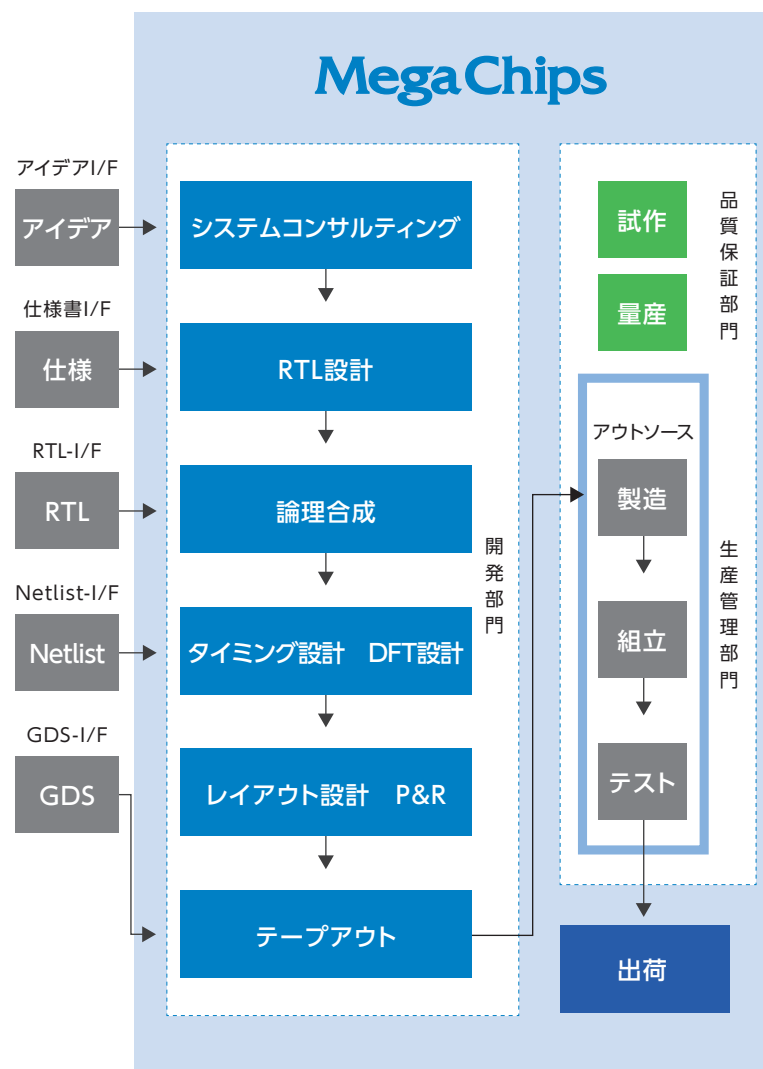 MegaChips
アイデアI/F
アイデア
システムコンサルティング
仕様書I/F
仕様
RTL設計
RTL-I/F
RTL
論理合成
Netlist-I/F
Netlist
タイミング設計 DFT設計
GDS-I/F
GDS
レイアウト設計 P&R
テープアウト
開発部門
試作
量産
品質保証部門
アウトソース
製造
組立
テスト
生産管理部門
出荷